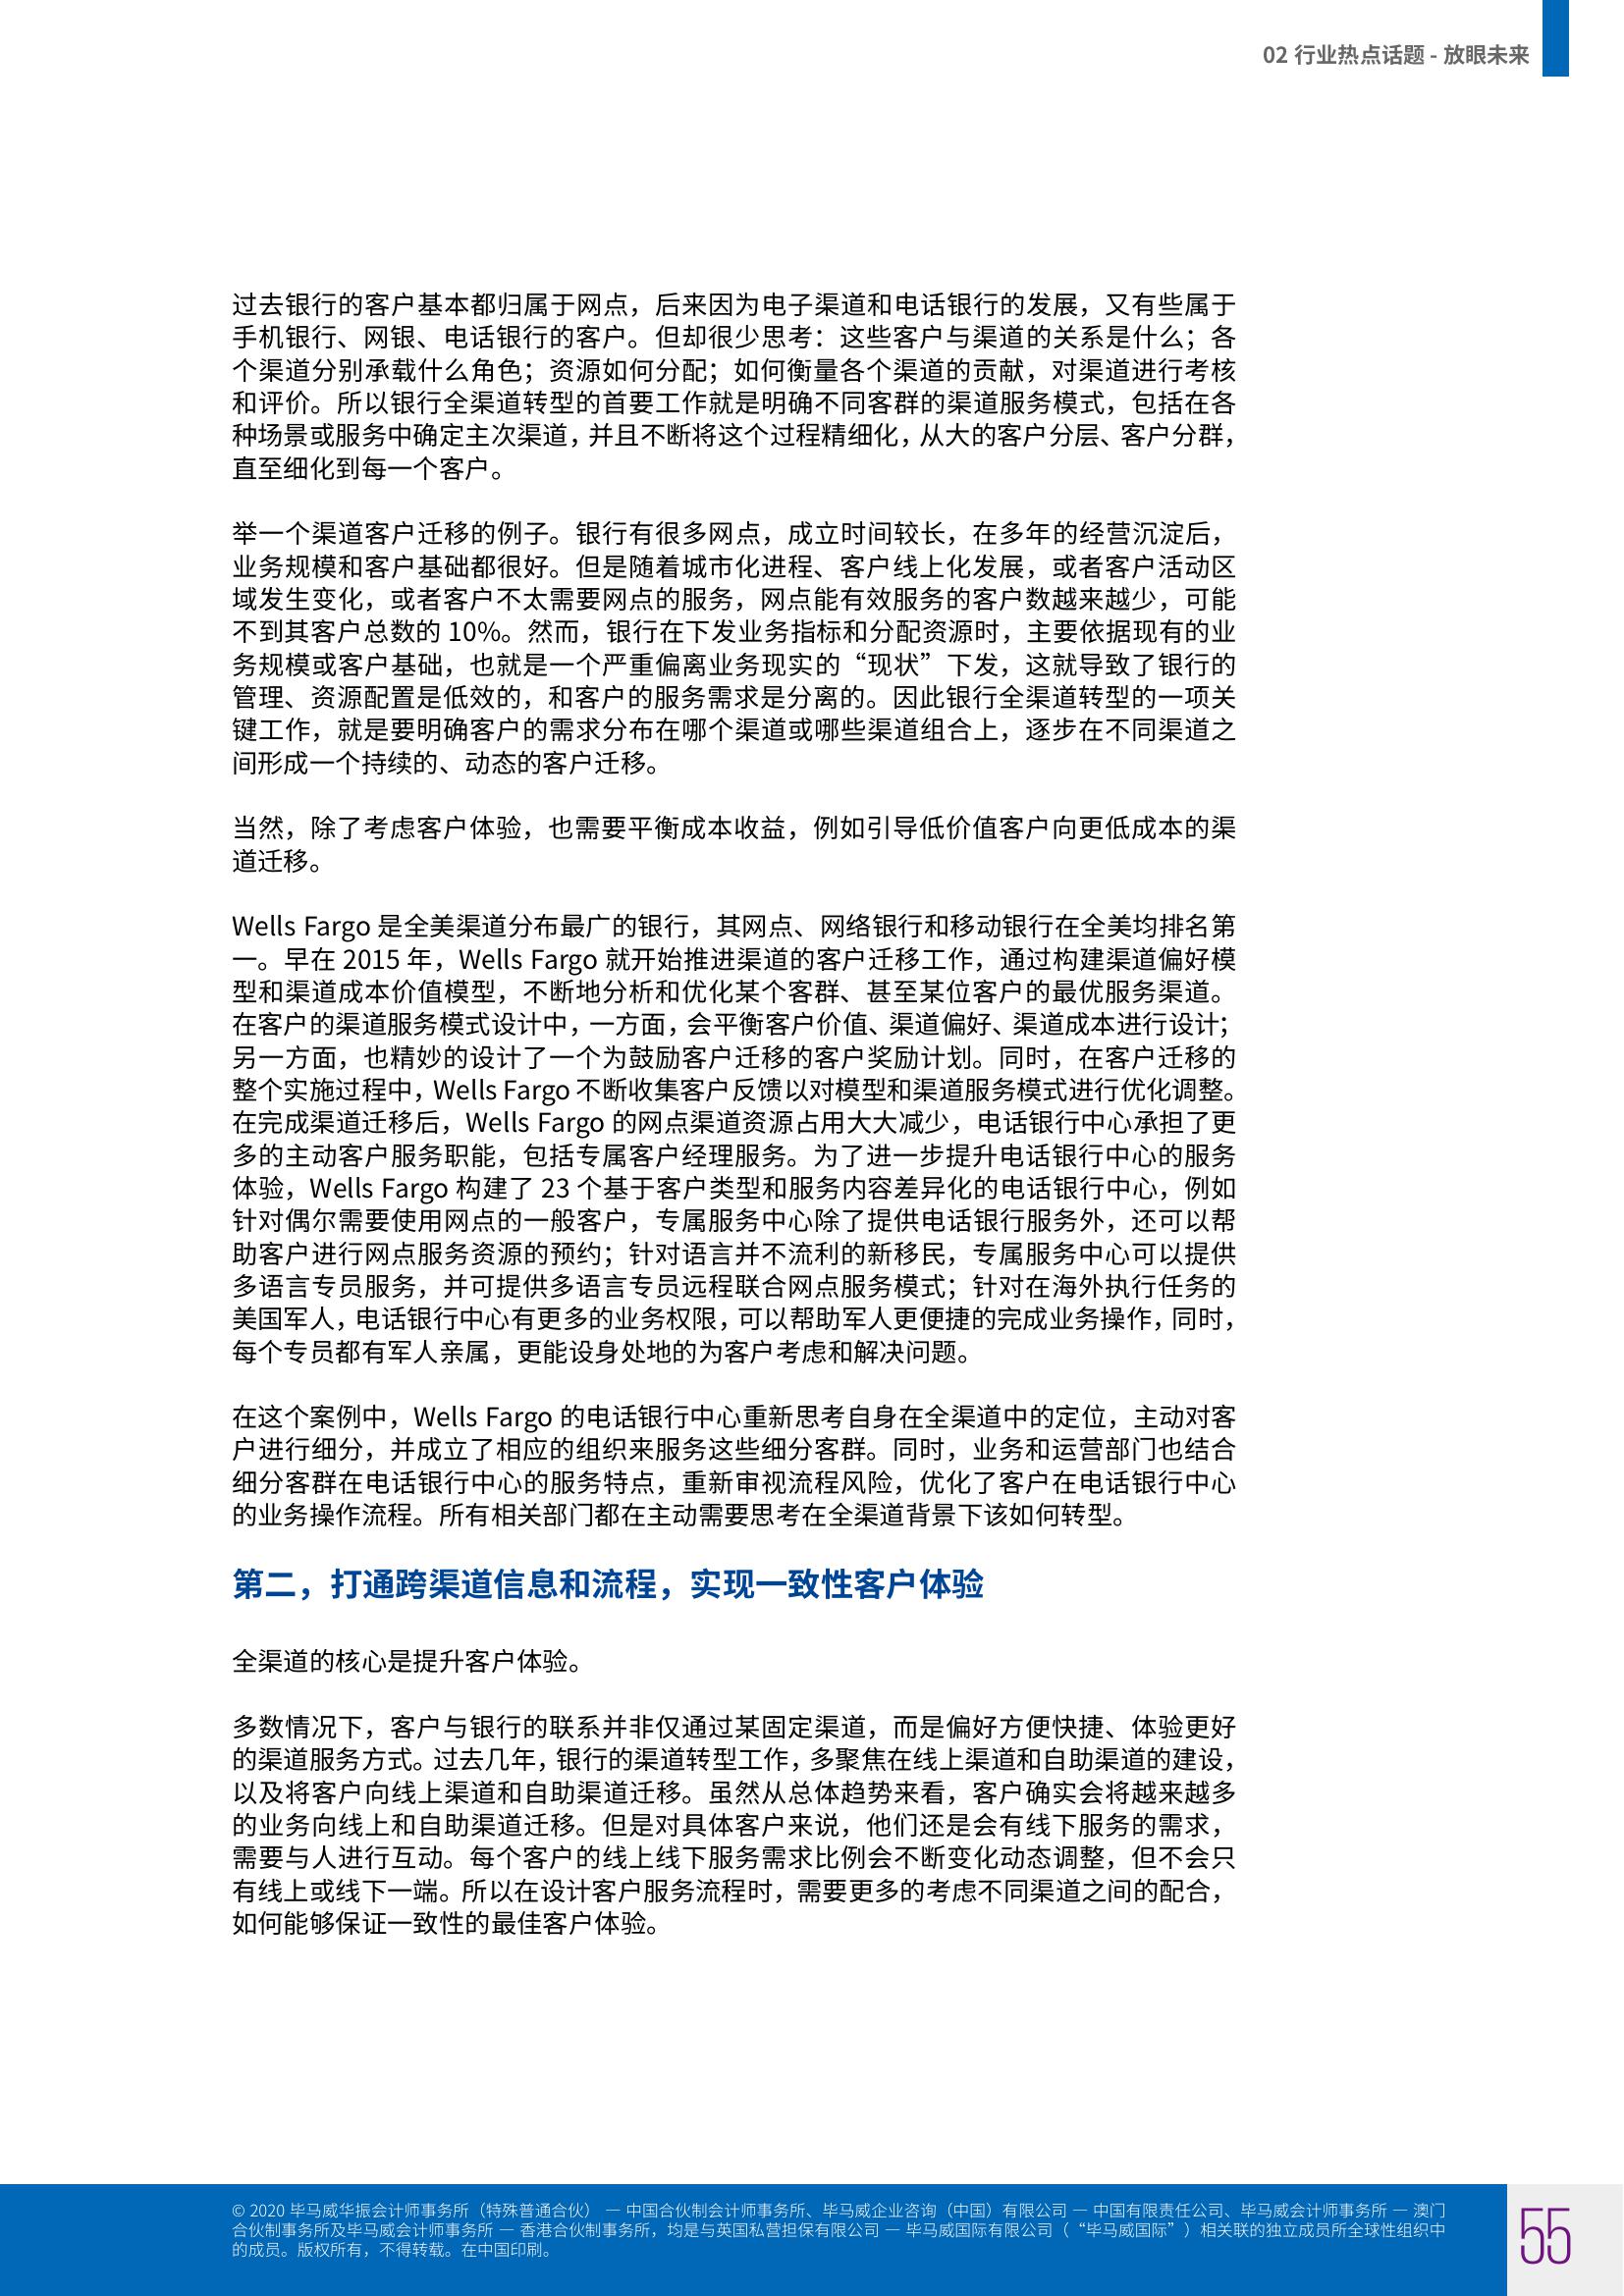 02 行业热点话题 - 放眼未来
过去银行的客户基本都归属于网点，后来因为电子渠道和电话银行的发展，又有些属于
手机银行、网银、电话银行的客户。但却很少思考：这些客户与渠道的关系是什么；各
个渠道分别承载什么角色；资源如何分配；如何衡量各个渠道的贡献，对渠道进行考核
和评价。所以银行全渠道转型的首要工作就是明确不同客群的渠道服务模式，包括在各
种场景或服务中确定主次渠道，并且不断将这个过程精细化，从大的客户分层、客户分群，
直至细化到每一个客户。
举一个渠道客户迁移的例子。银行有很多网点，成立时间较长，在多年的经营沉淀后，
业务规模和客户基础都很好。但是随着城市化进程、客户线上化发展，或者客户活动区
域发生变化，或者客户不太需要网点的服务，网点能有效服务的客户数越来越少，可能
不到其客户总数的 10%。然而，银行在下发业务指标和分配资源时，主要依据现有的业
务规模或客户基础，也就是一个严重偏离业务现实的“现状”下发，这就导致了银行的
管理、资源配置是低效的，和客户的服务需求是分离的。因此银行全渠道转型的一项关
键工作，就是要明确客户的需求分布在哪个渠道或哪些渠道组合上，逐步在不同渠道之
间形成一个持续的、动态的客户迁移。
当然，除了考虑客户体验，也需要平衡成本收益，例如引导低价值客户向更低成本的渠
道迁移。
Wells Fargo 是全美渠道分布最广的银行，其网点、网络银行和移动银行在全美均排名第
一。早在 2015 年，Wells Fargo 就开始推进渠道的客户迁移工作，通过构建渠道偏好模
型和渠道成本价值模型，不断地分析和优化某个客群、甚至某位客户的最优服务渠道。
在客户的渠道服务模式设计中，一方面，会平衡客户价值、渠道偏好、渠道成本进行设计；
另一方面，也精妙的设计了一个为鼓励客户迁移的客户奖励计划。同时，在客户迁移的
整个实施过程中，Wells Fargo 不断收集客户反馈以对模型和渠道服务模式进行优化调整。
在完成渠道迁移后，Wells Fargo 的网点渠道资源占用大大减少，电话银行中心承担了更
多的主动客户服务职能，包括专属客户经理服务。为了进一步提升电话银行中心的服务
体验，Wells Fargo 构建了 23 个基于客户类型和服务内容差异化的电话银行中心，例如
针对偶尔需要使用网点的一般客户，专属服务中心除了提供电话银行服务外，还可以帮
助客户进行网点服务资源的预约；针对语言并不流利的新移民，专属服务中心可以提供
多语言专员服务，并可提供多语言专员远程联合网点服务模式；针对在海外执行任务的
美国军人，电话银行中心有更多的业务权限，可以帮助军人更便捷的完成业务操作，同时，
每个专员都有军人亲属，更能设身处地的为客户考虑和解决问题。
在这个案例中，Wells Fargo 的电话银行中心重新思考自身在全渠道中的定位，主动对客
户进行细分，并成立了相应的组织来服务这些细分客群。同时，业务和运营部门也结合
细分客群在电话银行中心的服务特点，重新审视流程风险，优化了客户在电话银行中心
的业务操作流程。所有相关部门都在主动需要思考在全渠道背景下该如何转型。
第二，打通跨渠道信息和流程，实现一致性客户体验
全渠道的核心是提升客户体验。
多数情况下，客户与银行的联系并非仅通过某固定渠道，而是偏好方便快捷、体验更好
的渠道服务方式。过去几年，银行的渠道转型工作，多聚焦在线上渠道和自助渠道的建设，
以及将客户向线上渠道和自助渠道迁移。虽然从总体趋势来看，客户确实会将越来越多
的业务向线上和自助渠道迁移。但是对具体客户来说，他们还是会有线下服务的需求，
需要与人进行互动。每个客户的线上线下服务需求比例会不断变化动态调整，但不会只
有线上或线下一端。所以在设计客户服务流程时，需要更多的考虑不同渠道之间的配合，
如何能够保证一致性的最佳客户体验。
© 2020 毕马威华振会计师事务所（特殊普通合伙） — 中国合伙制会计师事务所、毕马威企业咨询（中国）有限公司 — 中国有限责任公司、毕马威会计师事务所 — 澳门
合伙制事务所及毕马威会计师事务所 — 香港合伙制事务所，均是与英国私营担保有限公司 — 毕马威国际有限公司（“毕马威国际”）相关联的独立成员所全球性组织中
的成员。版权所有，不得转载。在中国印刷。
55